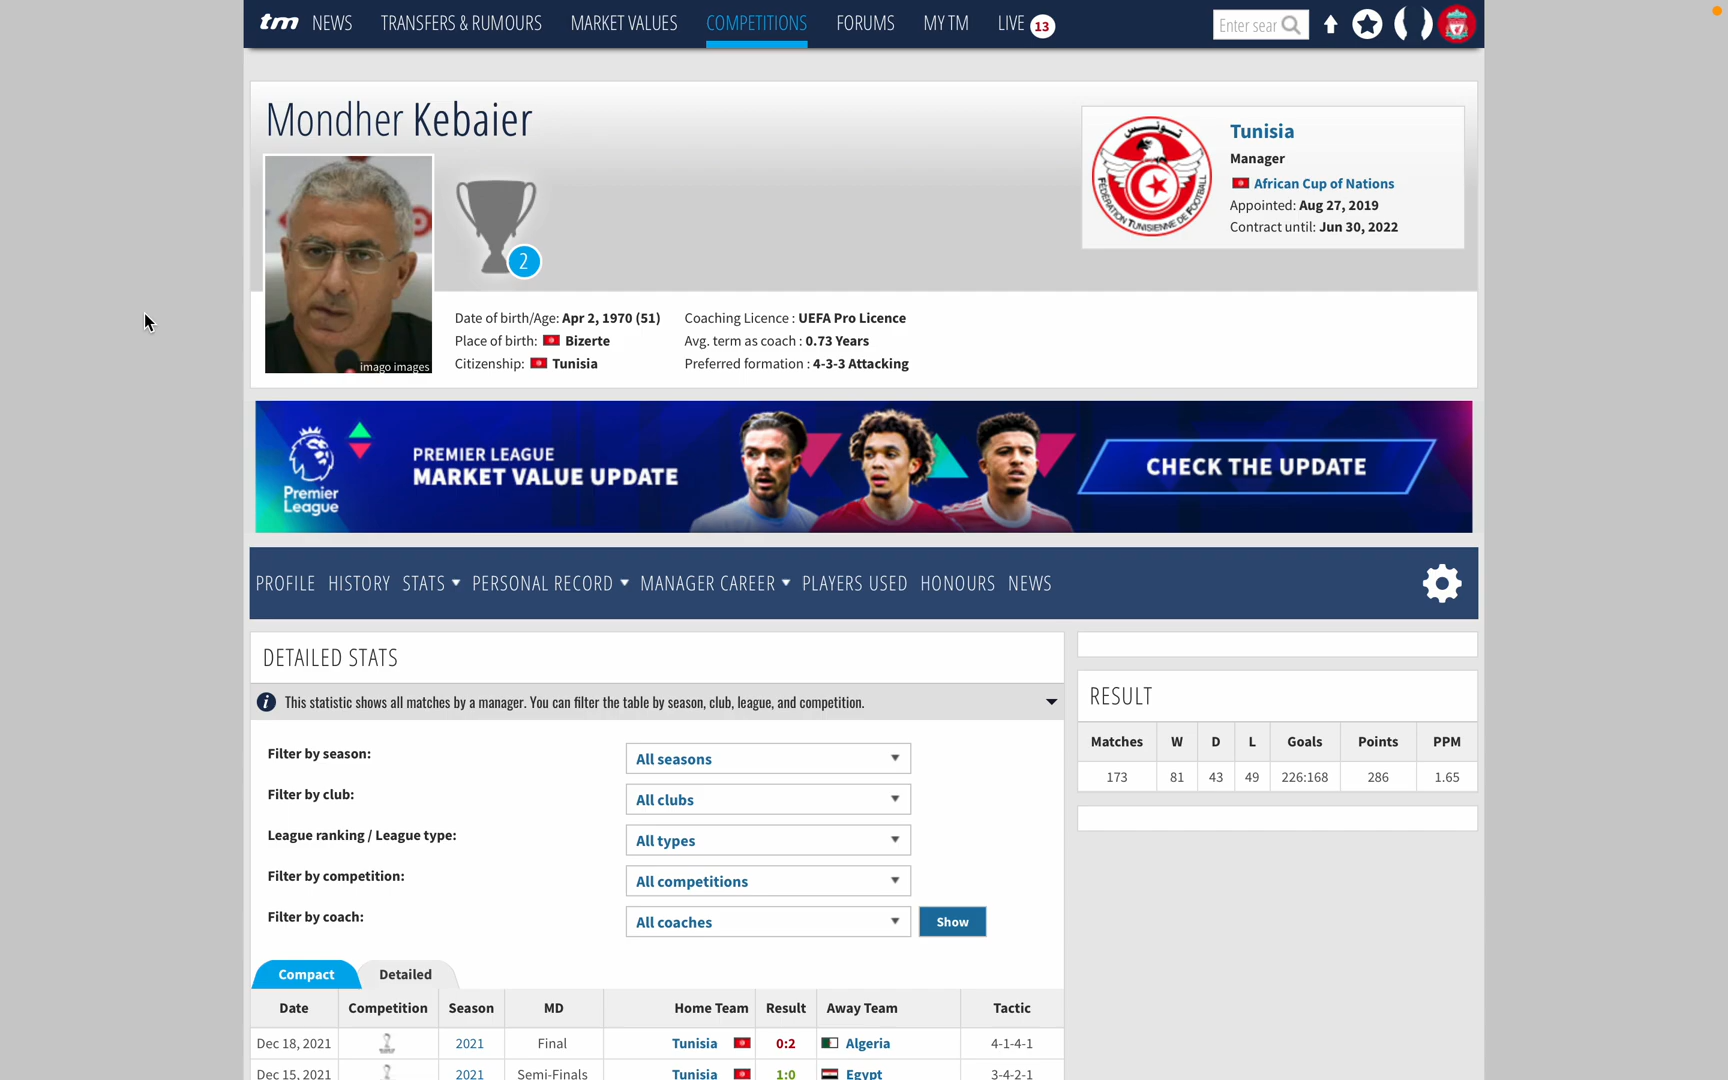 tm NEWS TRANSFERS & RUMOURS MARKET VALUES COMPETITIONS FORUMS MY TM LIVE 13 Enter sear
Mondher Kebaier
2
imago images
Date of birth/Age: Apr 2, 1970 (51)
Place of birth: Bizerte
Citizenship: Tunisia
Coaching Licence : UEFA Pro Licence
Avg. term as coach : 0.73 Years
Preferred formation : 4-3-3 Attacking
تونس
FÉDÉRATION TUNISIENNE DE FOOTBALL
Tunisia
Manager
African Cup of Nations
Appointed: Aug 27, 2019
Contract until: Jun 30, 2022
Premier
League
PREMIER LEAGUE
MARKET VALUE UPDATE
CHECK THE UPDATE
PROFILE HISTORY STATS PERSONAL RECORD MANAGER CAREER PLAYERS USED HONOURS NEWS
DETAILED STATS
This statistic shows all matches by a manager. You can filter the table by season, club, league, and competition.
Filter by season: All seasons
Filter by club: All clubs
League ranking / League type: All types
Filter by competition: All competitions
Filter by coach: All coaches Show
Compact Detailed
Date Competition Season MD Home Team Result Away Team Tactic
Dec 18, 2021 2021 Final Tunisia 0:2 Algeria 4-1-4-1
Dec 15, 2021 2021 Semi-Finals Tunisia 1:0 Egypt 3-4-2-1
RESULT
Matches W D L Goals Points PPM
173 81 43 49 226:168 286 1.65